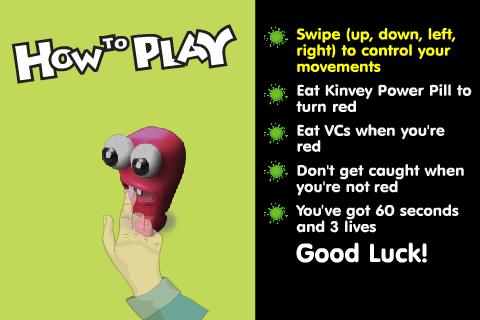 How To Play
Swipe (up, down, left,
right) to control your
movements
Eat Kinvey Power Pill to
turn red
Eat VCs when you're
red
Don't get caught when
you're not red
You've got 60 seconds
and 3 lives
Good Luck!